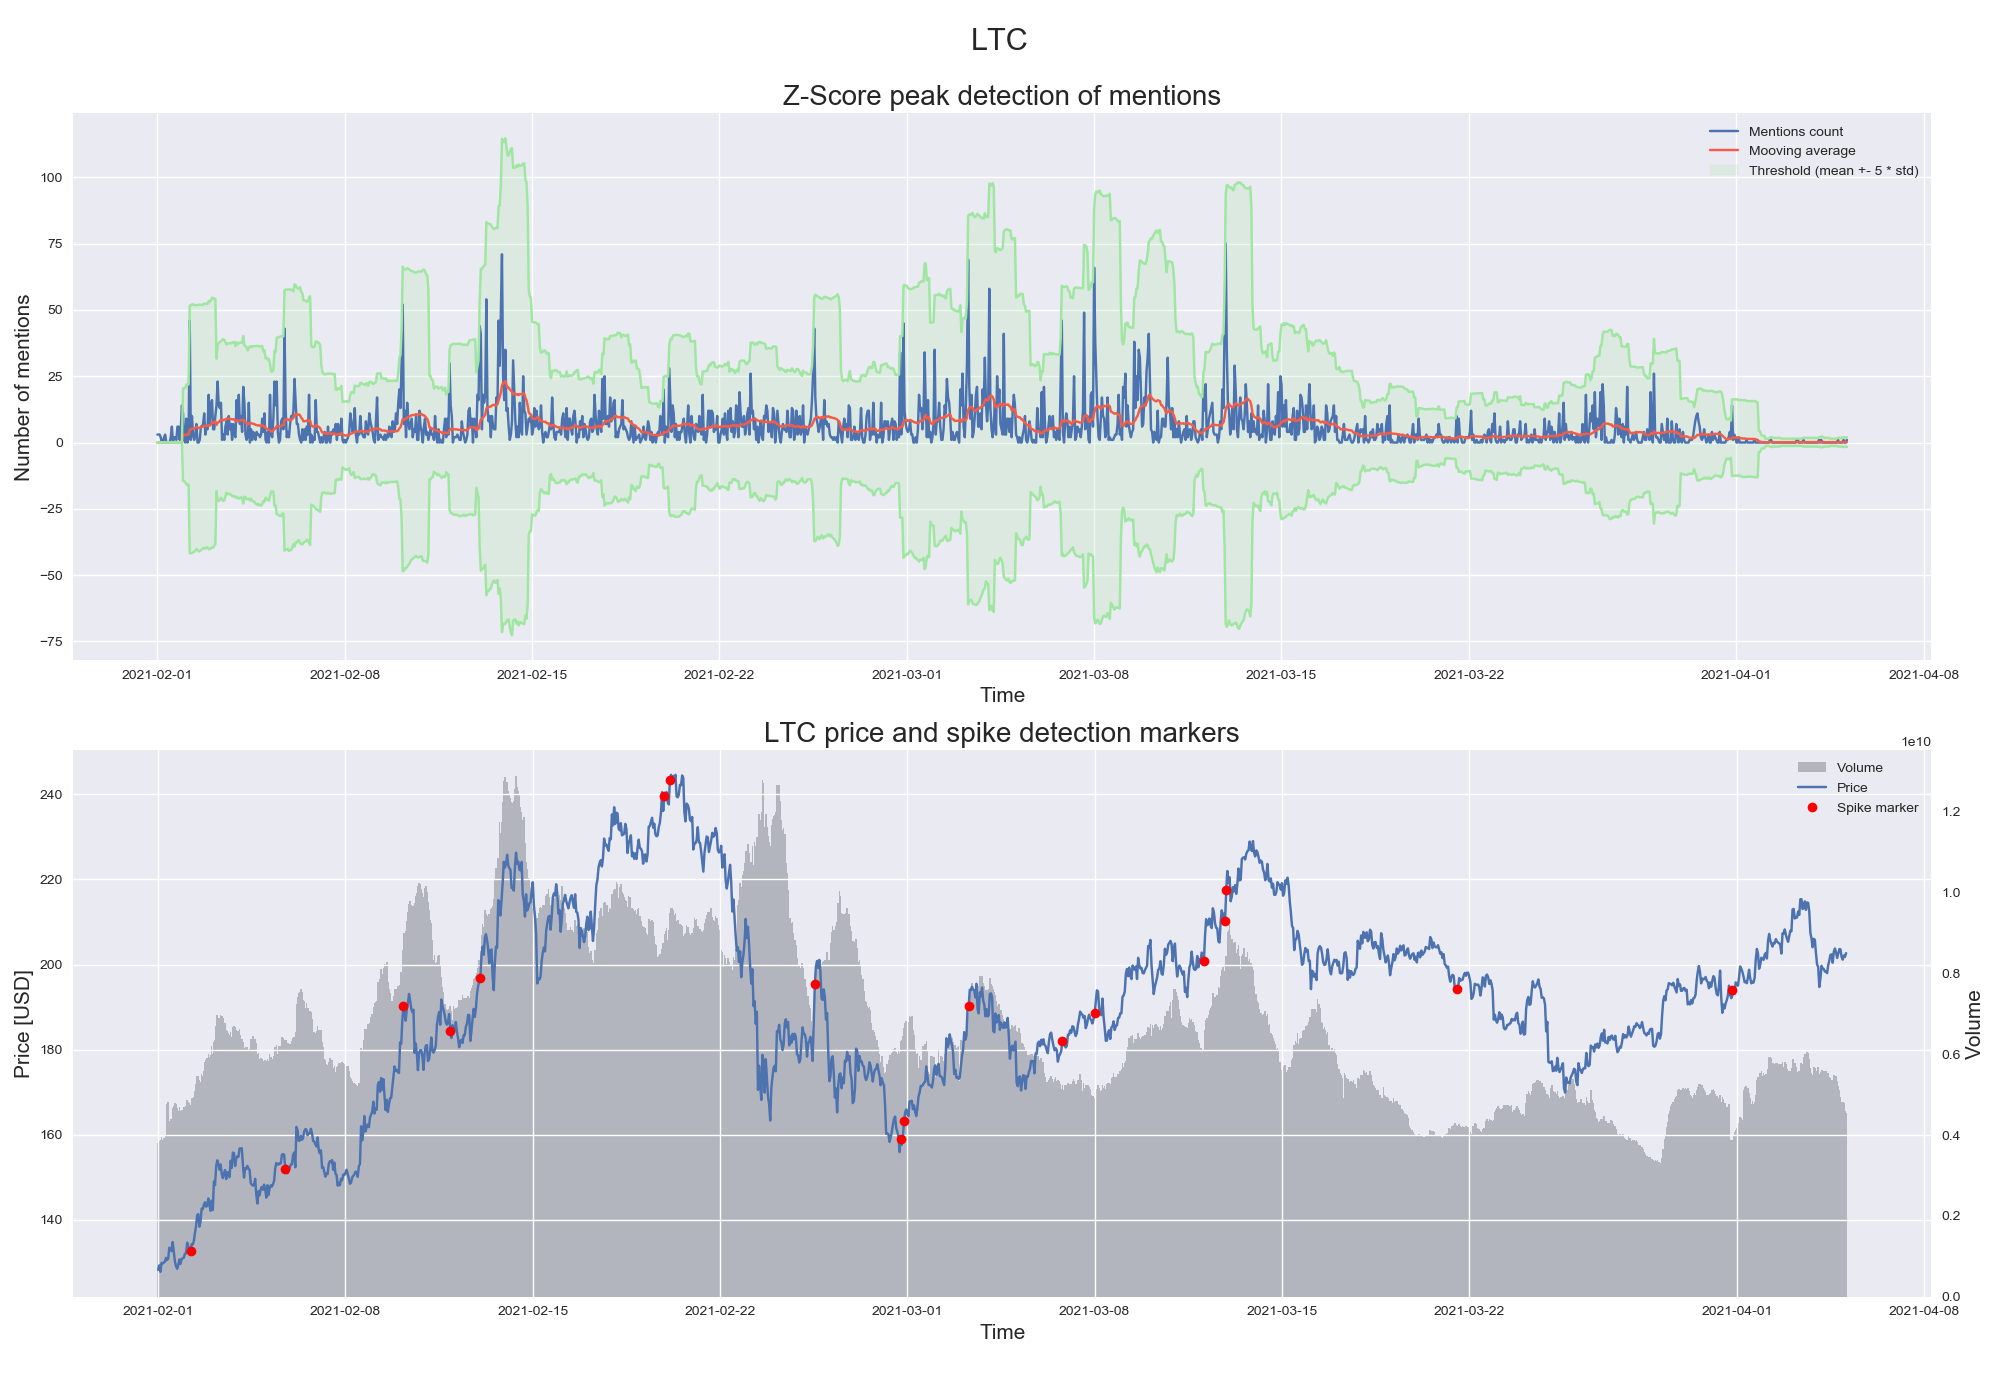 LTC
Z-Score peak detection of mentions
Mentions count
Mooving average
Threshold (mean +- 5 * std)
Number of mentions
100
75
50
25
0
−25
−50
−75
2021-02-01 2021-02-08 2021-02-15 2021-02-22 2021-03-01 2021-03-08 2021-03-15 2021-03-22 2021-04-01 2021-04-08
Time
LTC price and spike detection markers
1e10
Volume
Price
Spike marker
Price [USD]
240
220
200
180
160
140
1.2
1.0
0.8
0.6
0.4
0.2
0.0
Volume
2021-02-01 2021-02-08 2021-02-15 2021-02-22 2021-03-01 2021-03-08 2021-03-15 2021-03-22 2021-04-01 2021-04-08
Time